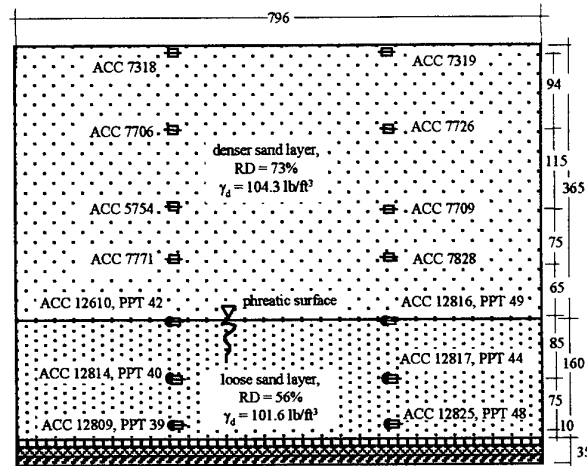 796
ACC 7318
ACC 7319
94
ACC 7706
ACC 7726
denser sand layer,
RD = 73%
γd = 104.3 lb/ft³
115
365
ACC 5754
ACC 7709
75
ACC 7771
ACC 7828
65
ACC 12610, PPT 42
phreatic surface
ACC 12816, PPT 49
85
ACC 12817, PPT 44
160
ACC 12814, PPT 40
loose sand layer,
RD = 56%
γd = 101.6 lb/ft³
75
ACC 12809, PPT 39
ACC 12825, PPT 48
10